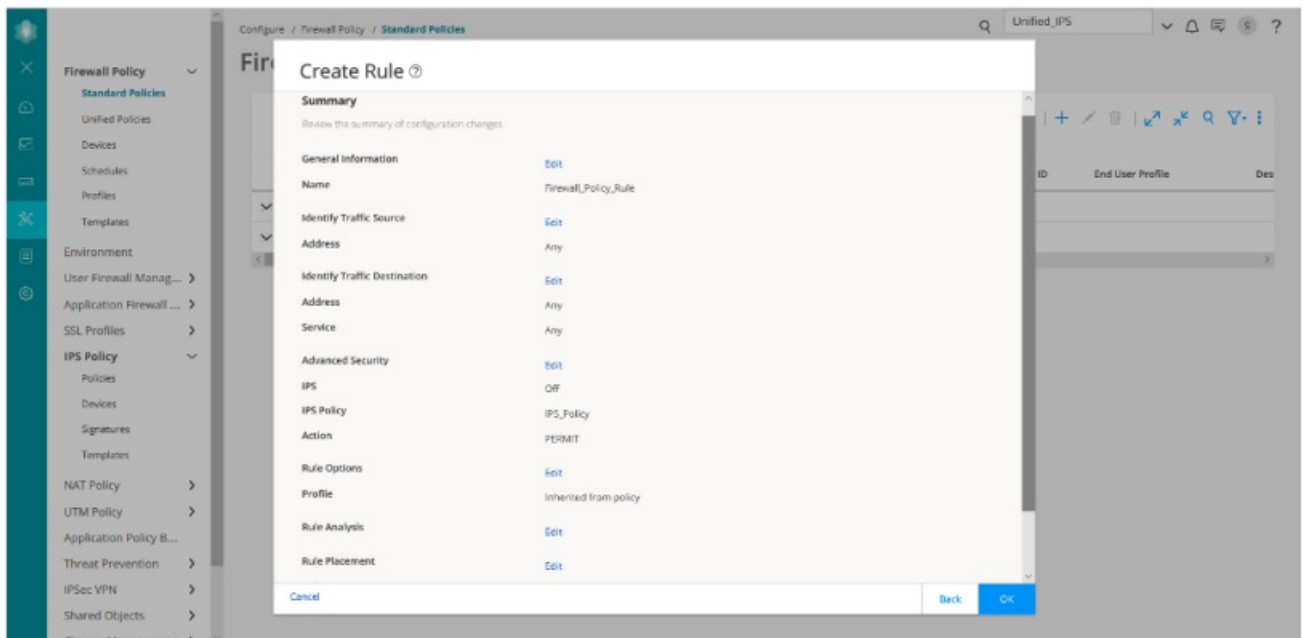 Configure / Firewall Policy / Standard Policies
Unified_IPS
S
?
Firewall Policy
Standard Policies
Unified Policies
Devices
Schedules
Profiles
Templates
Environment
User Firewall Manag...
Application Firewall ...
SSL Profiles
IPS Policy
Policies
Devices
Signatures
Templates
NAT Policy
UTM Policy
Application Policy B...
Threat Prevention
IPSec VPN
Shared Objects
Fire
ID End User Profile Des
Create Rule ?
Summary
Review the summary of configuration changes.
General Information Edit
Name Firewall_Policy_Rule
Identify Traffic Source Edit
Address Any
Identify Traffic Destination Edit
Address Any
Service Any
Advanced Security Edit
IPS Off
IPS Policy IPS_Policy
Action PERMIT
Rule Options Edit
Profile Inherited from policy
Rule Analysis Edit
Rule Placement Edit
Cancel Back OK